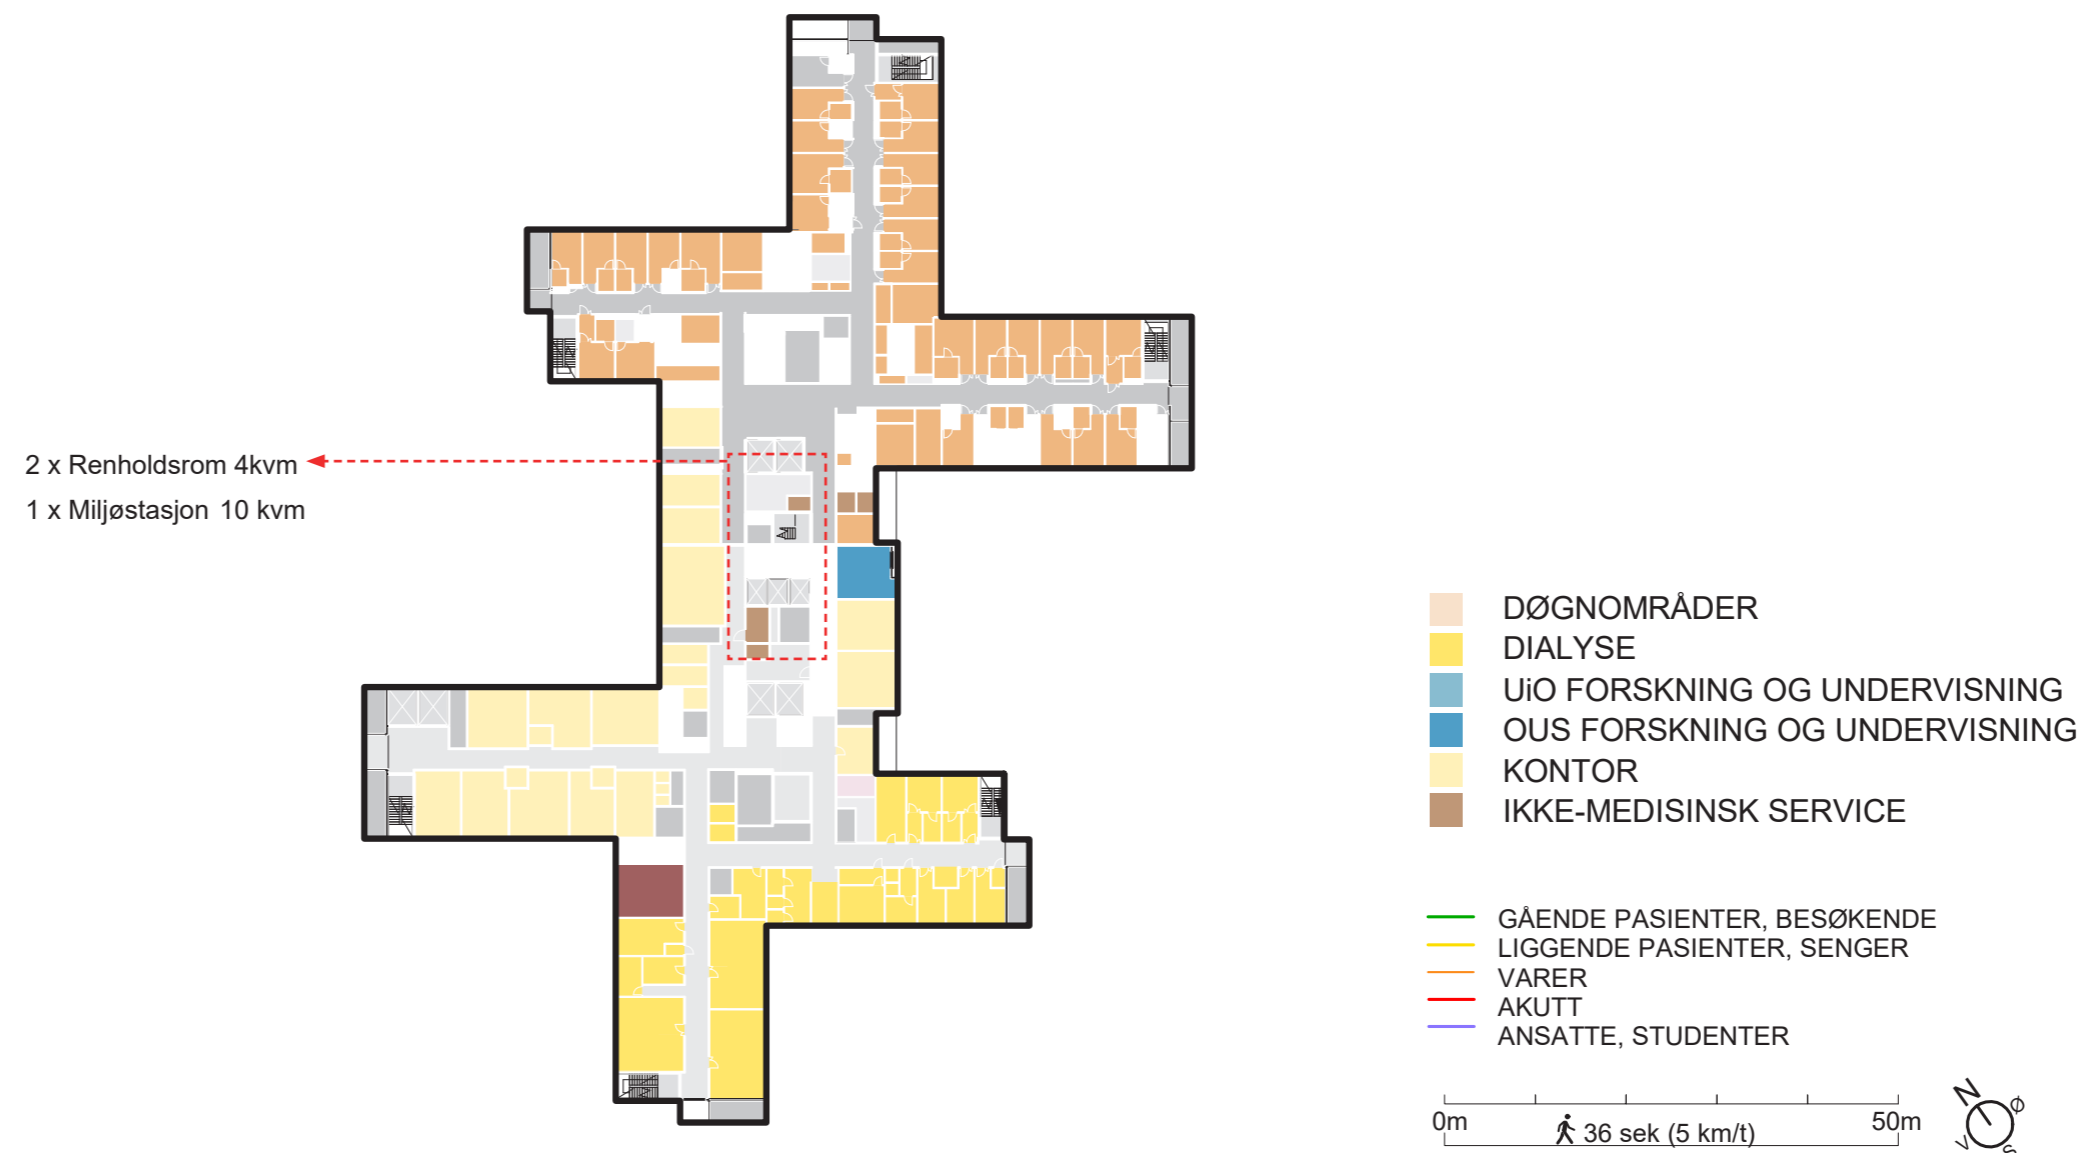 2 x Renholdsrom 4kvm
1 x Miljøstasjon 10 kvm
DØGNOMRÅDER
DIALYSE
UiO FORSKNING OG UNDERVISNING
OUS FORSKNING OG UNDERVISNING
KONTOR
IKKE-MEDISINSK SERVICE
GÅENDE PASIENTER, BESØKENDE
LIGGENDE PASIENTER, SENGER
VARER
AKUTT
ANSATTE, STUDENTER
0m 50m
36 sek (5 km/t)
N
Ø
V
S